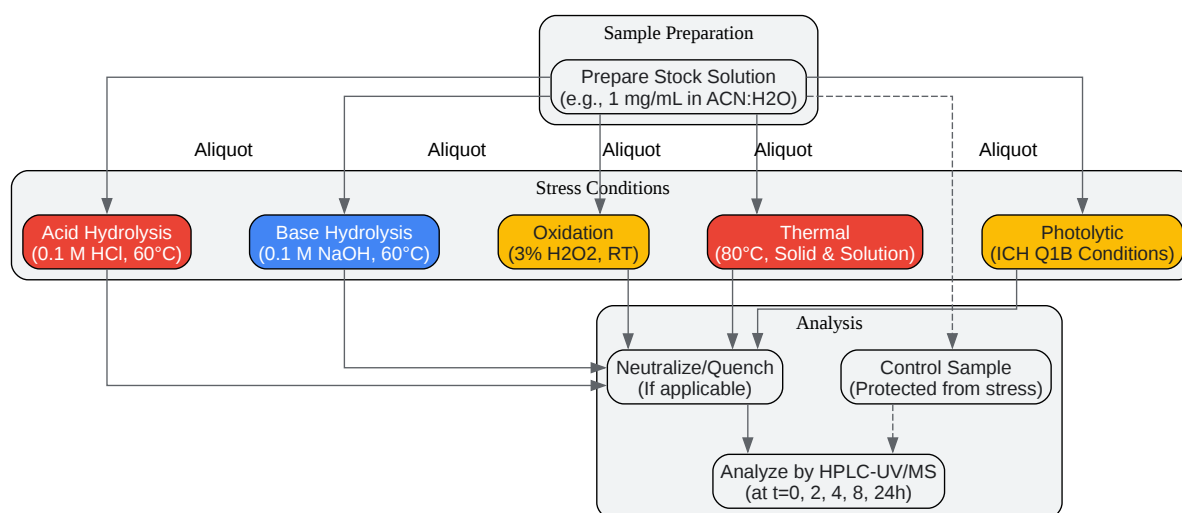 Sample Preparation
Prepare Stock Solution
(e.g., 1 mg/mL in ACN:H2O)
Aliquot
Aliquot
Aliquot
Aliquot
Aliquot
Stress Conditions
Acid Hydrolysis
(0.1 M HCl, 60°C)
Base Hydrolysis
(0.1 M NaOH, 60°C)
Oxidation
(3% H2O2, RT)
Thermal
(80°C, Solid & Solution)
Photolytic
(ICH Q1B Conditions)
Analysis
Neutralize/Quench
(If applicable)
Control Sample
(Protected from stress)
Analyze by HPLC-UV/MS
(at t=0, 2, 4, 8, 24h)